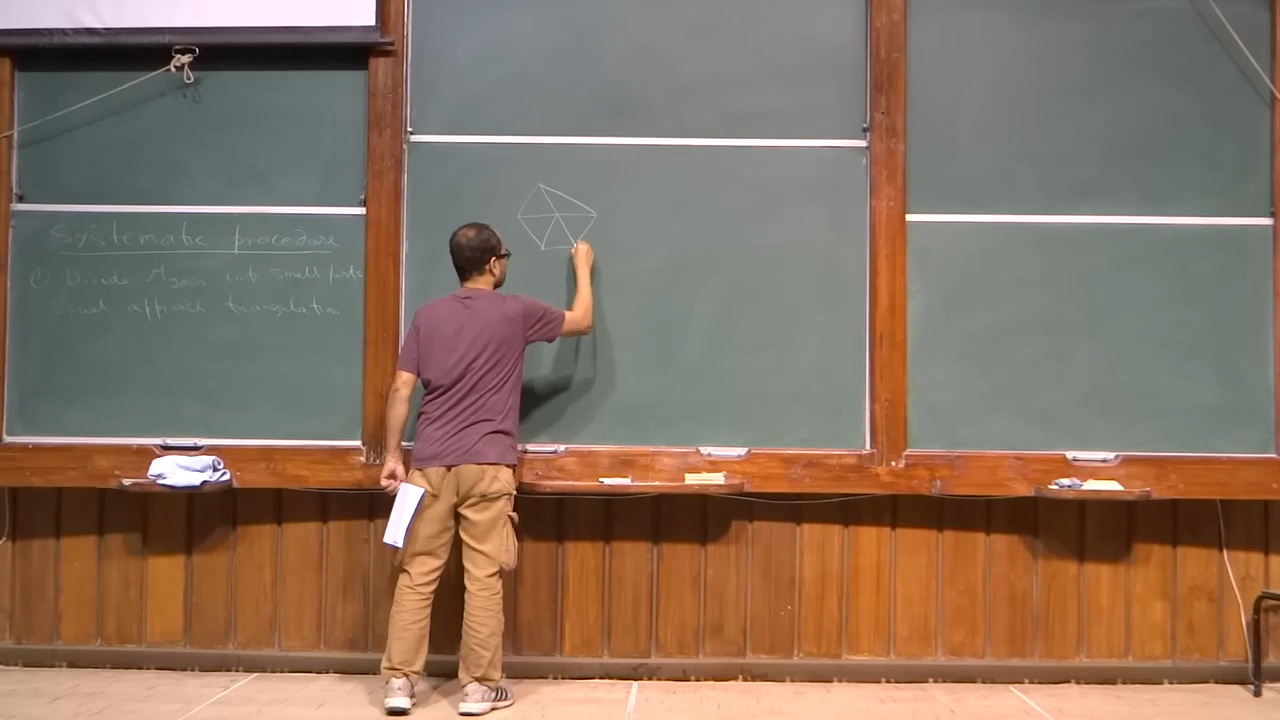 Systematic procedure
(1) Divide M into small parts
usual approach triangulation